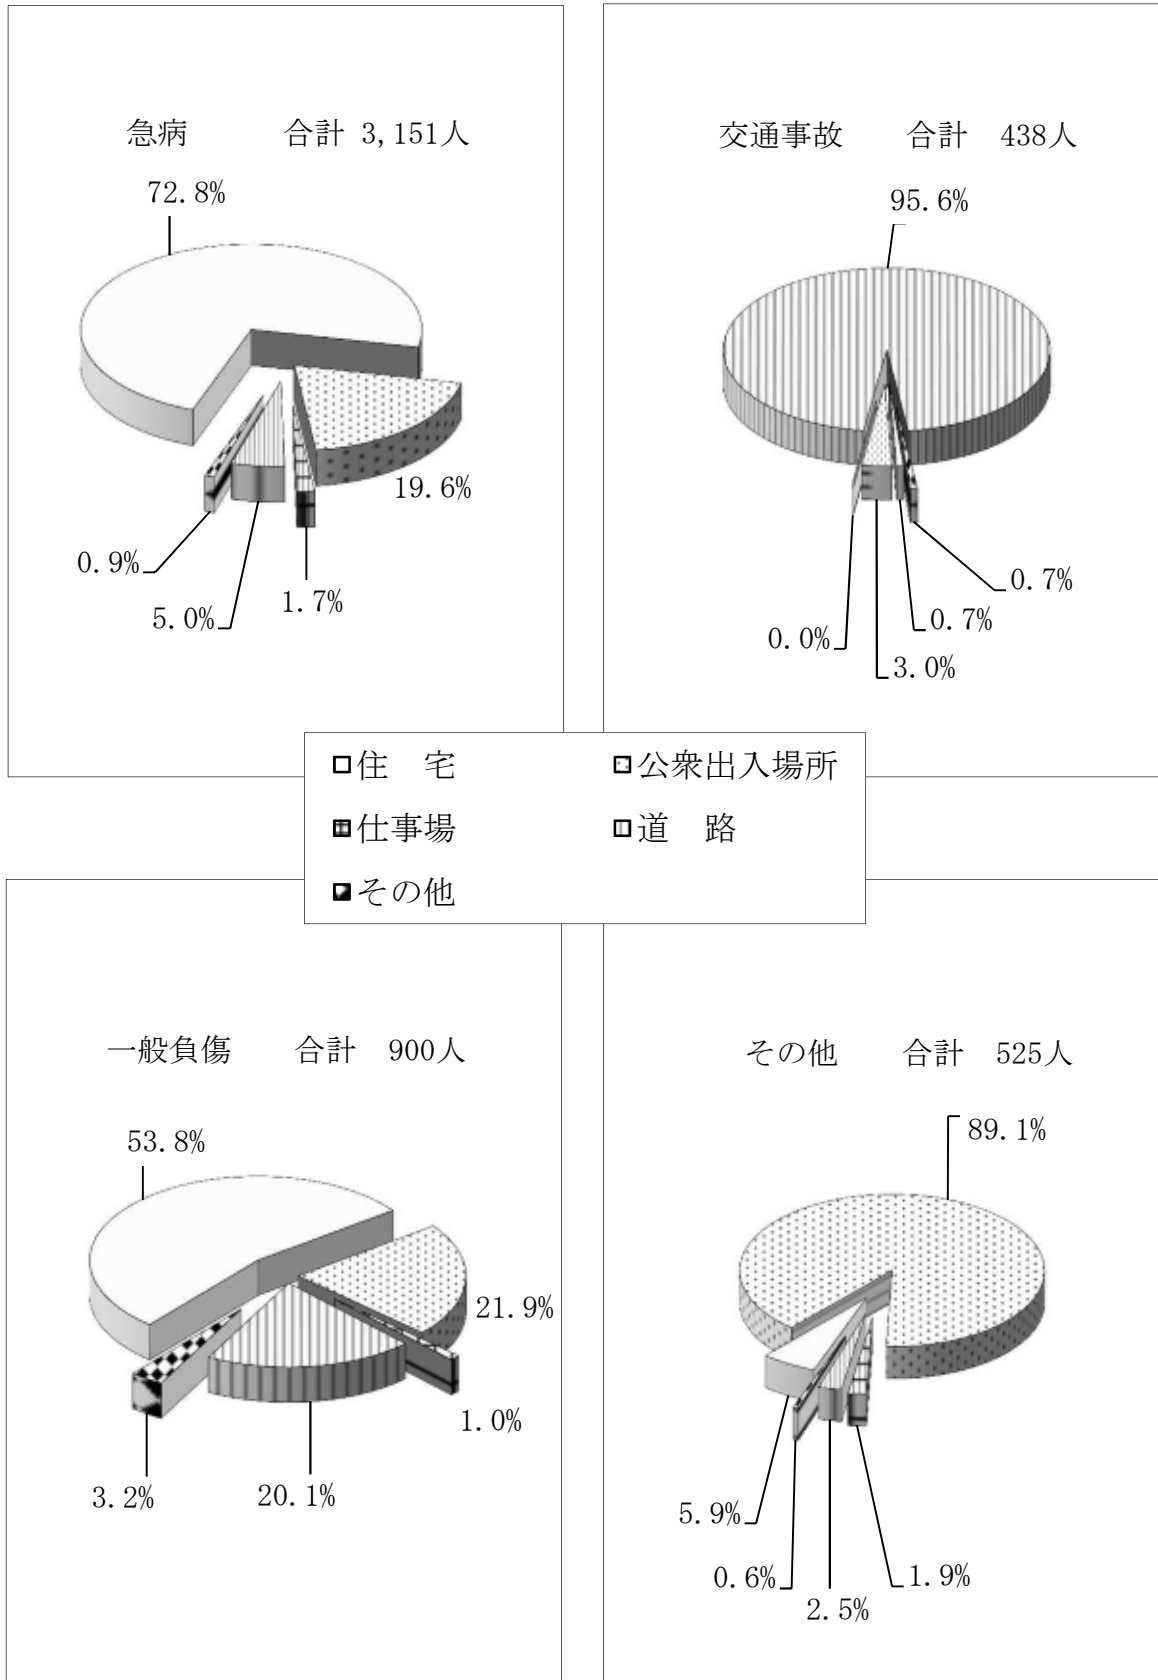 急病　　　合計 3,151人
72.8%
19.6%
0.9%
1.7%
5.0%
交通事故　　合計　438人
95.6%
0.7%
0.7%
0.0%
3.0%
住　宅
公衆出入場所
仕事場
道　路
その他
一般負傷　　合計　900人
53.8%
21.9%
1.0%
3.2%
20.1%
その他　　合計　525人
89.1%
5.9%
0.6%
1.9%
2.5%